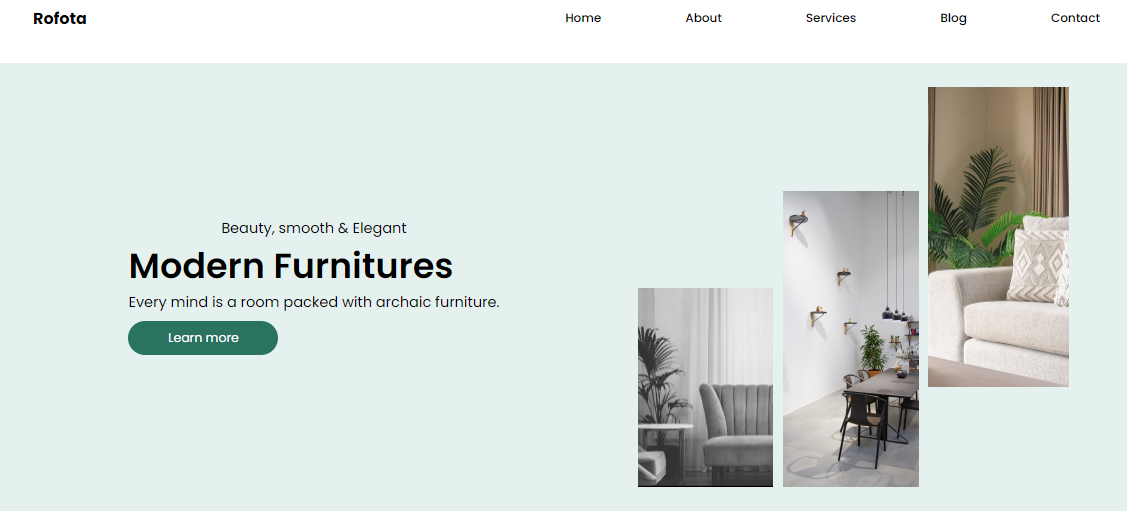 Rofota
Home About Services Blog Contact
Beauty, smooth & Elegant
Modern Furnitures
Every mind is a room packed with archaic furniture.
Learn more